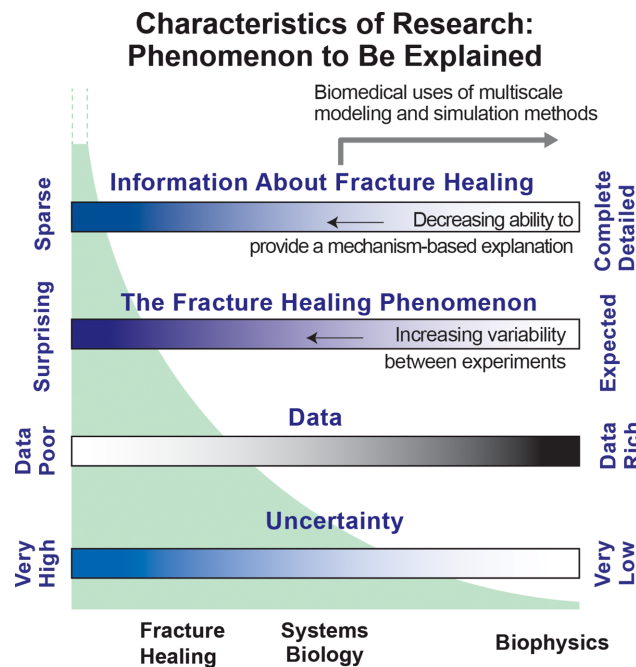 Characteristics of Research:
Phenomenon to Be Explained
Biomedical uses of multiscale
modeling and simulation methods
Information About Fracture Healing
Sparse
Decreasing ability to
provide a mechanism-based explanation
Complete
Detailed
The Fracture Healing Phenomenon
Surprising
Increasing variability
between experiments
Expected
Data
Data
Poor
Data
Rich
Uncertainty
Very
High
Very
Low
Fracture
Healing
Systems
Biology
Biophysics